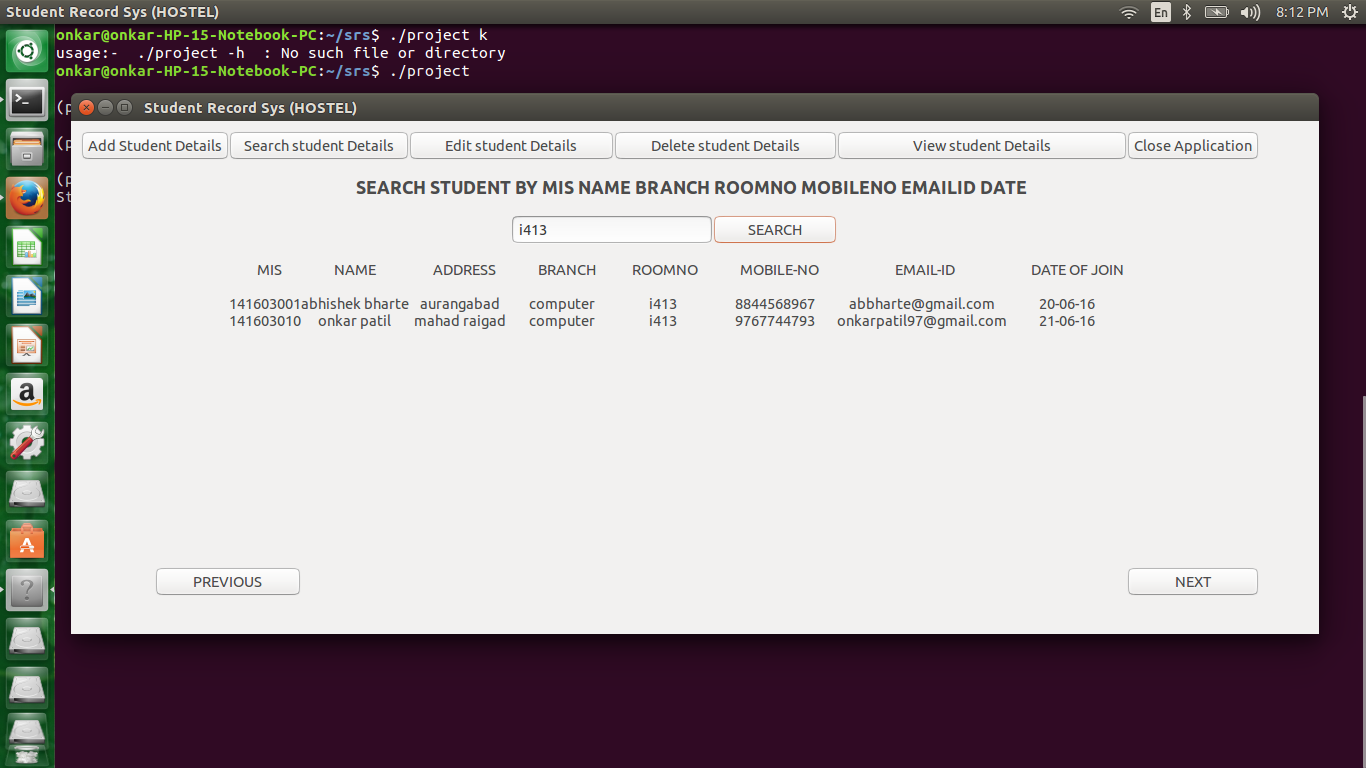 Student Record Sys (HOSTEL) En 8:12 PM
onkar@onkar-HP-15-Notebook-PC:~/srs$ ./project k
usage:-  ./project -h  : No such file or directory
onkar@onkar-HP-15-Notebook-PC:~/srs$ ./project
(p
Student Record Sys (HOSTEL)
(p
Add Student Details Search student Details Edit student Details Delete student Details View student Details Close Application
(p
St
SEARCH STUDENT BY MIS NAME BRANCH ROOMNO MOBILENO EMAILID DATE
i413 SEARCH
MIS NAME ADDRESS BRANCH ROOMNO MOBILE-NO EMAIL-ID DATE OF JOIN
141603001abhishek bharte aurangabad computer i413 8844568967 abbharte@gmail.com 20-06-16
141603010 onkar patil mahad raigad computer i413 9767744793 onkarpatil97@gmail.com 21-06-16
PREVIOUS NEXT